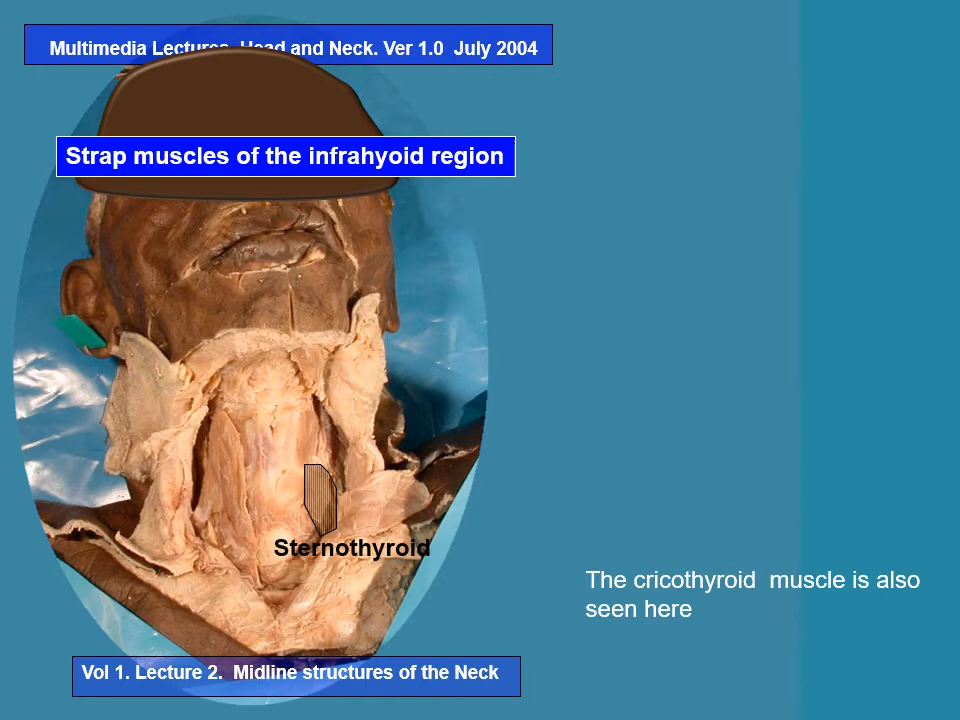 Multimedia Lectures. Head and Neck. Ver 1.0 July 2004
Strap muscles of the infrahyoid region
Sternothyroid
The cricothyroid muscle is also
seen here
Vol 1. Lecture 2. Midline structures of the Neck